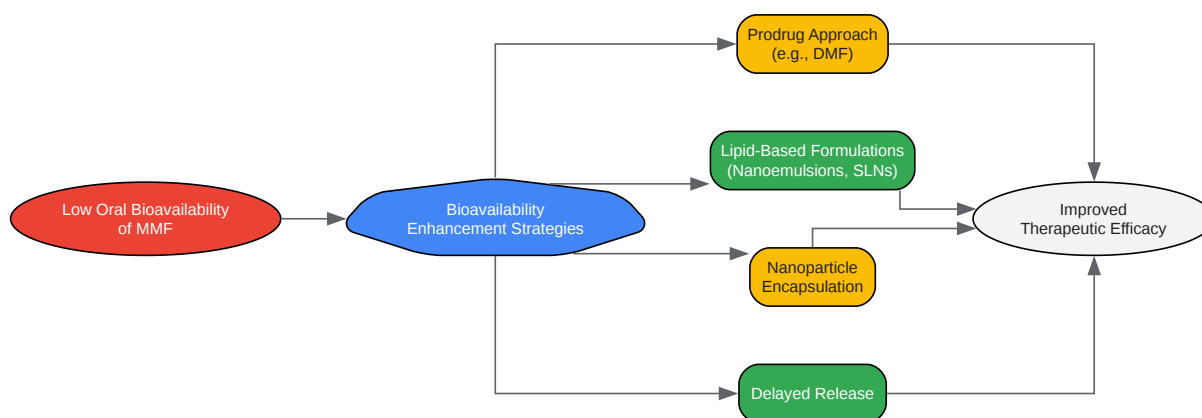 Low Oral Bioavailability
of MMF
Bioavailability
Enhancement Strategies
Prodrug Approach
(e.g., DMF)
Lipid-Based Formulations
(Nanoemulsions, SLNs)
Nanoparticle
Encapsulation
Delayed Release
Improved
Therapeutic Efficacy